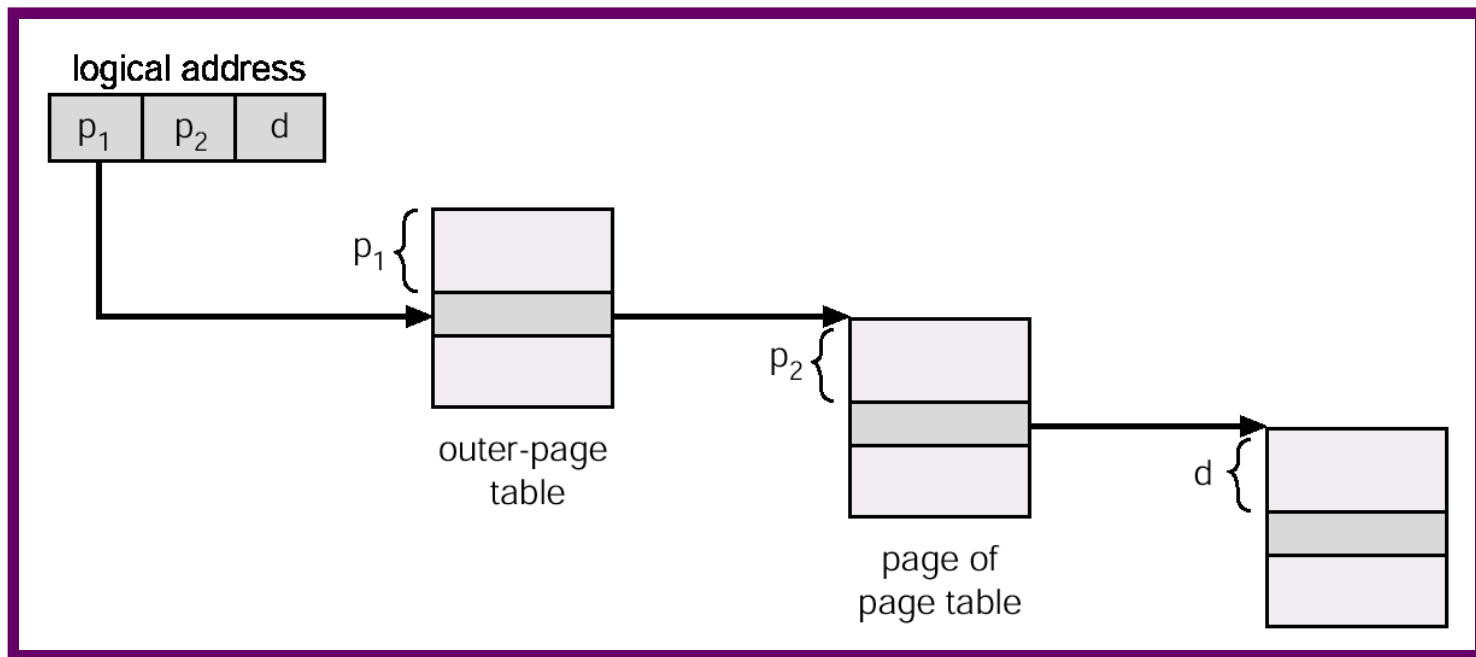 logical address
p₁ p₂ d
p₁
outer-page
table
p₂
page of
page table
d